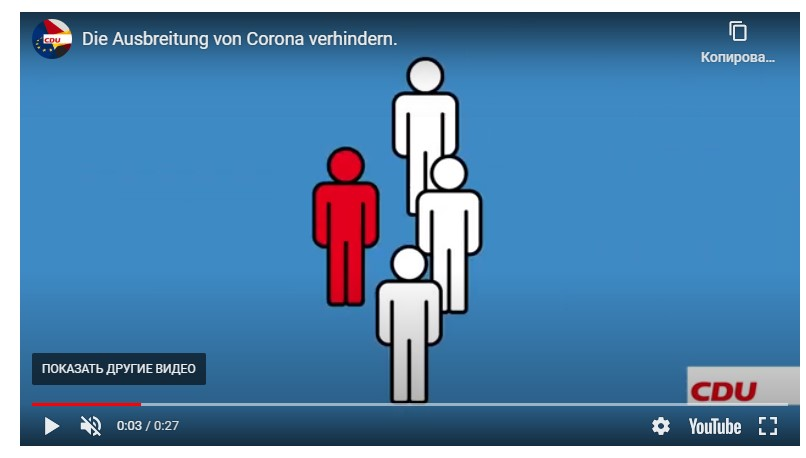 CDU
Die Ausbreitung von Corona verhindern.
Копирова...
ПОКАЗАТЬ ДРУГИЕ ВИДЕО
CDU
0:03 / 0:27
YouTube